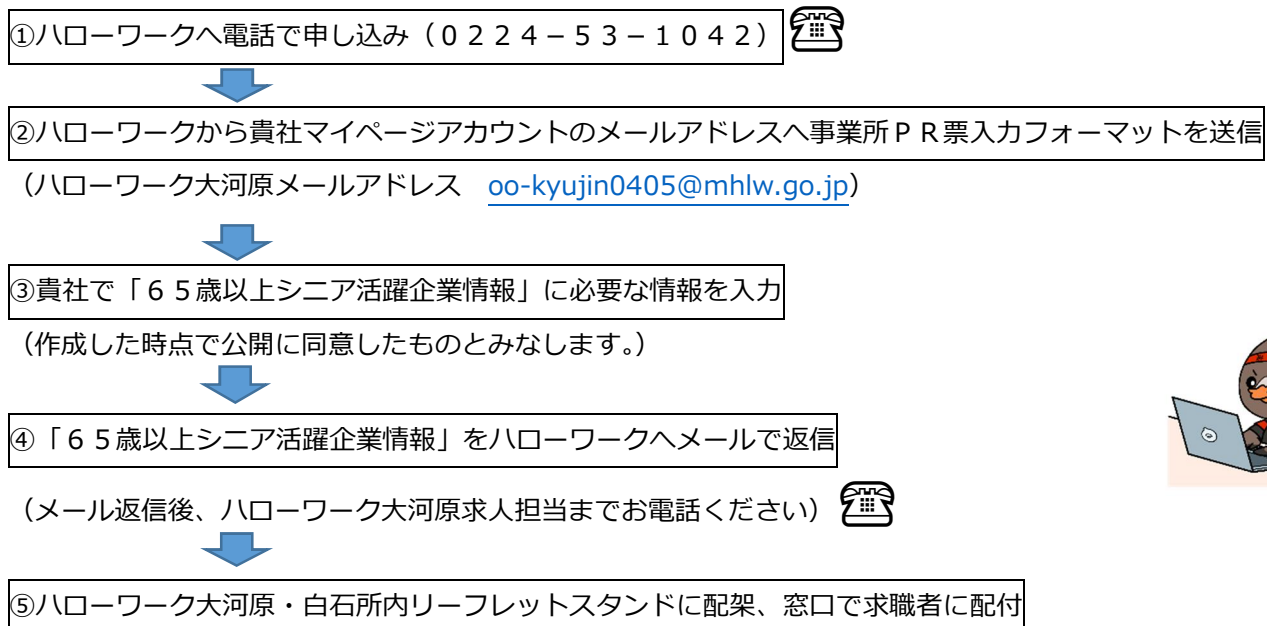 ①ハローワークへ電話で申し込み（０２２４－５３－１０４２）
②ハローワークから貴社マイページアカウントのメールアドレスへ事業所ＰＲ票入力フォーマットを送信
（ハローワーク大河原メールアドレス　oo-kyujin0405@mhlw.go.jp）
③貴社で「６５歳以上シニア活躍企業情報」に必要な情報を入力
（作成した時点で公開に同意したものとみなします。）
④「６５歳以上シニア活躍企業情報」をハローワークへメールで返信
（メール返信後、ハローワーク大河原求人担当までお電話ください）
⑤ハローワーク大河原・白石所内リーフレットスタンドに配架、窓口で求職者に配付